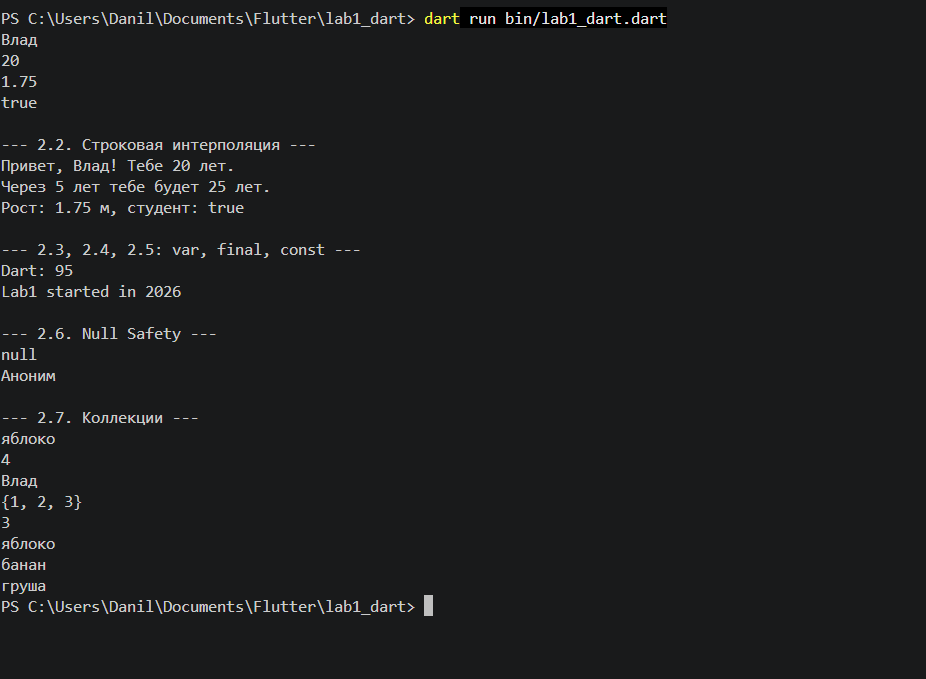 PS C:\Users\Danil\Documents\Flutter\lab1_dart> dart run bin/lab1_dart.dart
Влад
20
1.75
true
--- 2.2. Строковая интерполяция ---
Привет, Влад! Тебе 20 лет.
Через 5 лет тебе будет 25 лет.
Рост: 1.75 м, студент: true
--- 2.3, 2.4, 2.5: var, final, const ---
Dart: 95
Lab1 started in 2026
--- 2.6. Null Safety ---
null
Аноним
--- 2.7. Коллекции ---
яблоко
4
Влад
{1, 2, 3}
3
яблоко
банан
груша
PS C:\Users\Danil\Documents\Flutter\lab1_dart>